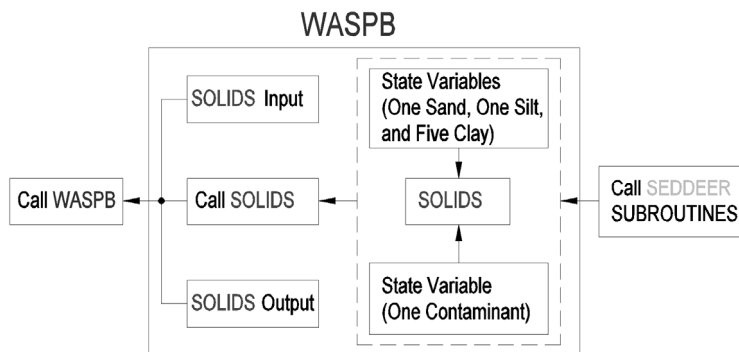 WASPB
SOLIDS Input
State Variables
(One Sand, One Silt,
and Five Clay)
Call WASPB
Call SOLIDS
SOLIDS
Call SEDDEER
SUBROUTINES
SOLIDS Output
State Variable
(One Contaminant)